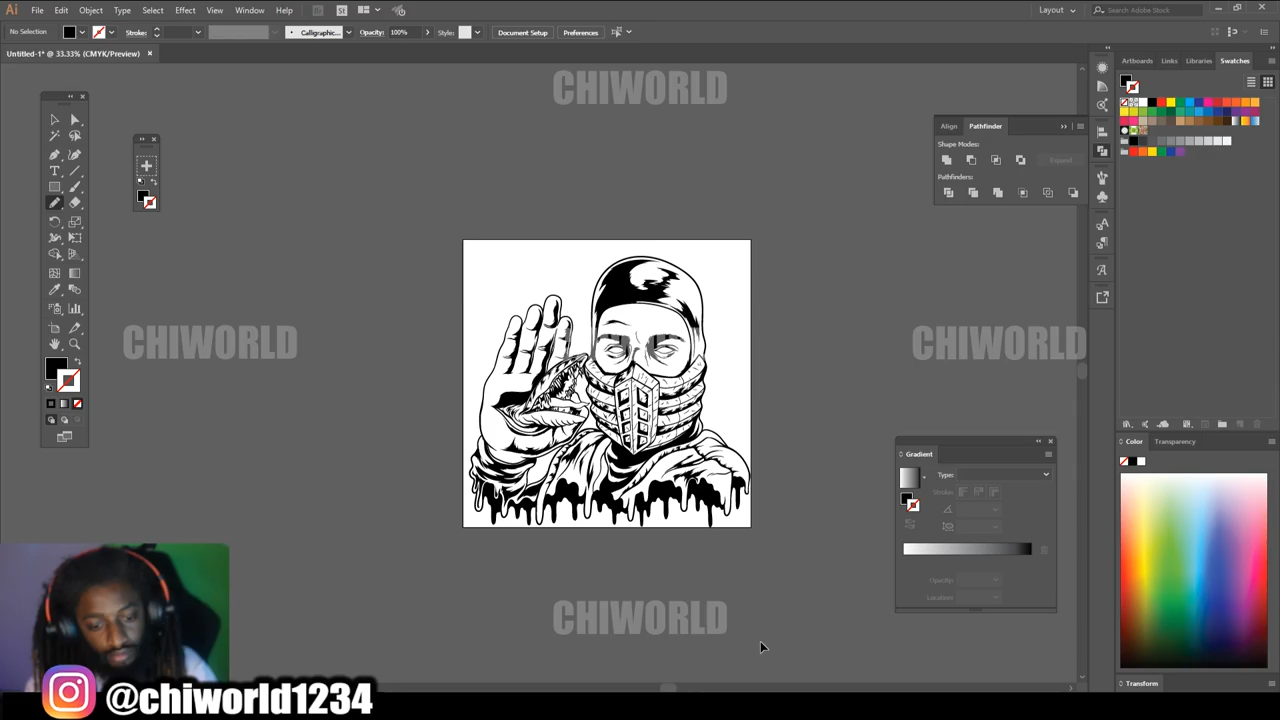 Ai File Edit Object Type Select Effect View Window Help Br St Layout Search Adobe Stock
No Selection Stroke: Calligraphic... Opacity: 100% Style: Document Setup Preferences
Untitled-1* @ 33.33% (CMYK/Preview)
Artboards Links Libraries Swatches
CHIWORLD
Align Pathfinder
Shape Modes:
Expand
Pathfinders:
CHIWORLD CHIWORLD
Color Transparency
Gradient
Type:
Stroke:
Opacity:
Location:
CHIWORLD
Transform
@chiworld1234